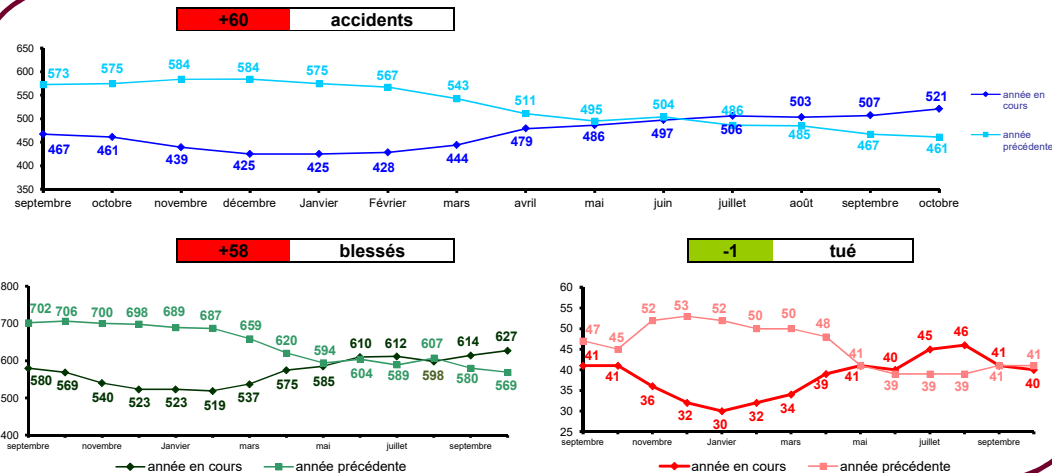 +60 accidents
650
600
550
500
450
400
350
573 575 584 584 575 567 543 511 495 504 486 503 507 521
467 461 439 425 425 428 444 479 486 497 506 485 467 461
année en
cours
année
précédente
septembre octobre novembre décembre Janvier Février mars avril mai juin juillet août septembre octobre
+58 blessés
800
700
600
500
400
702 706 700 698 689 687 659 620 594 610 612 607 614 627
580 569 540 523 523 519 537 575 585 604 589 598 580 569
septembre novembre Janvier mars mai juillet septembre
année en cours année précédente
-1 tué
60
55
50
45
40
35
30
25
47 45 52 53 52 50 50 48 41 40 45 46 41 41
41 41 36 32 30 32 34 39 41 39 39 39 41 40
septembre novembre Janvier mars mai juillet septembre
année en cours année précédente